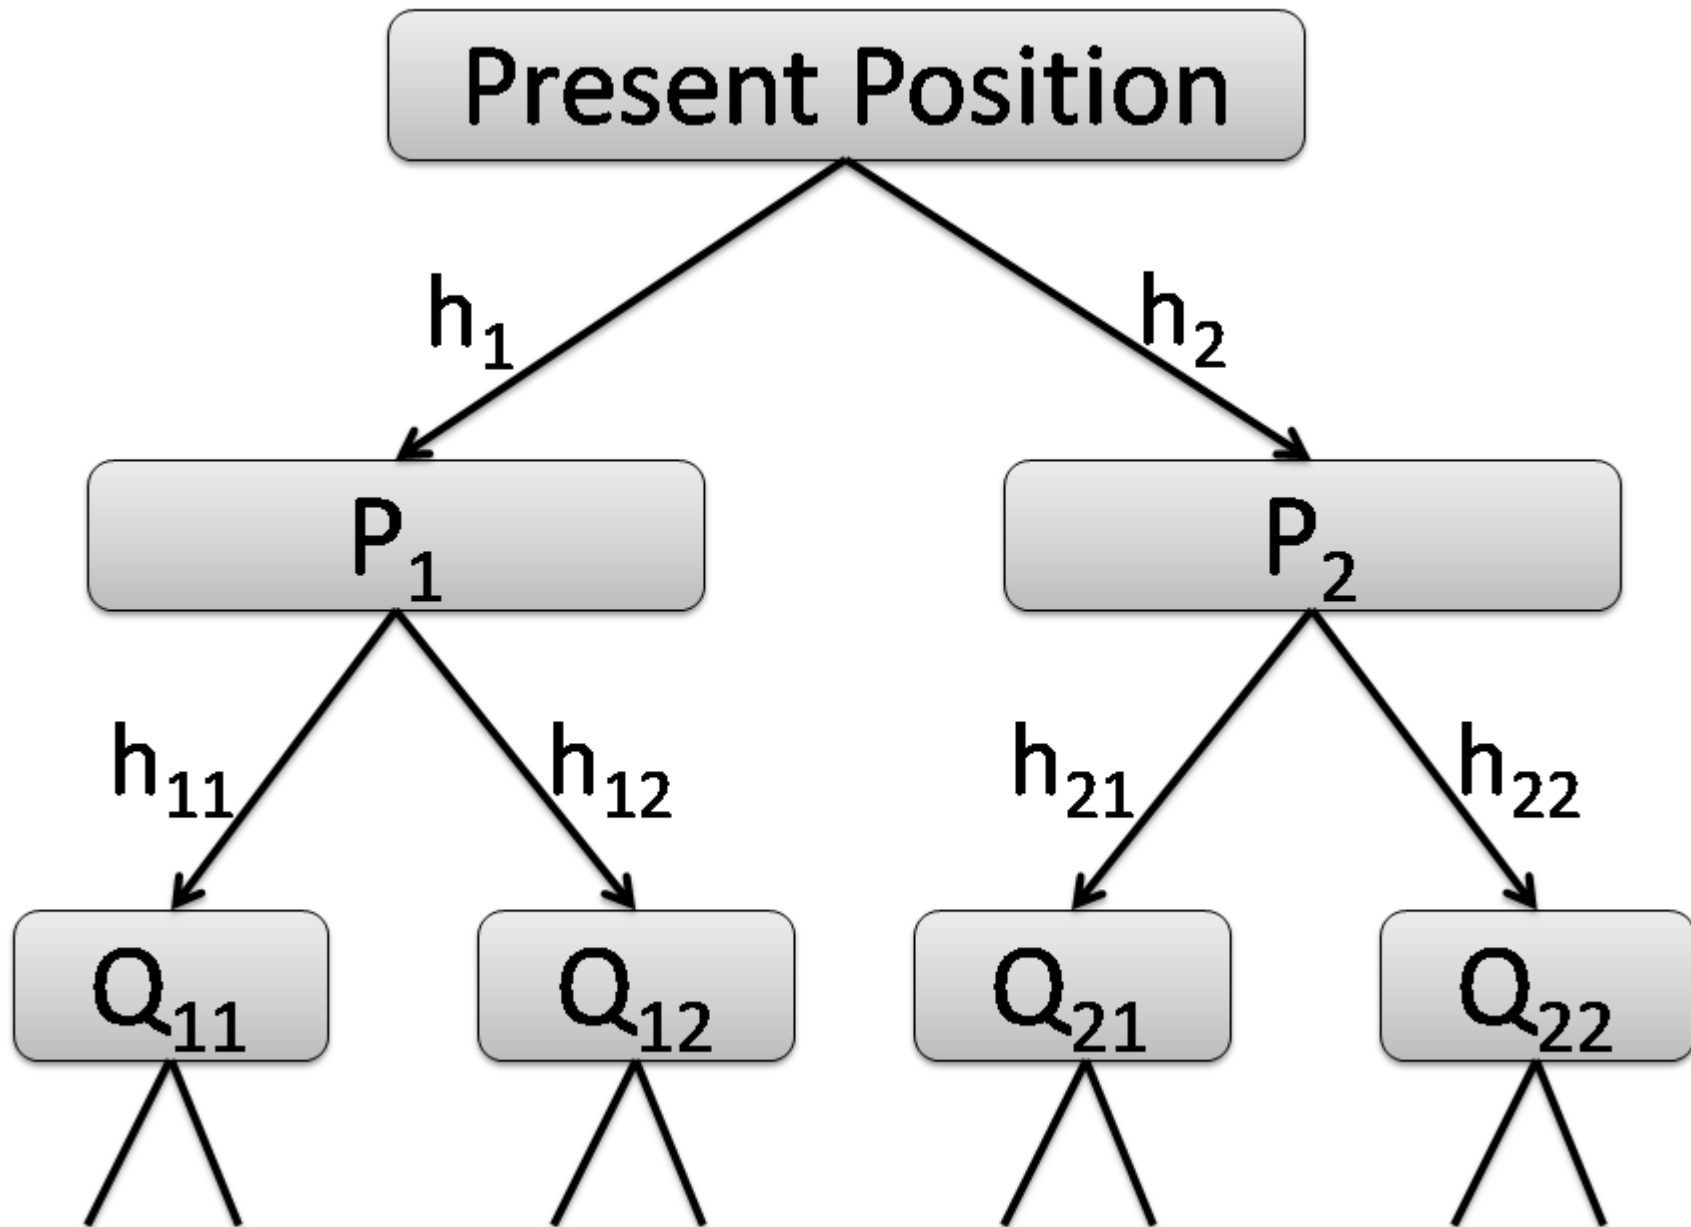 Present Position
h₁ h₂
P₁ P₂
h₁₁ h₁₂ h₂₁ h₂₂
Q₁₁ Q₁₂ Q₂₁ Q₂₂